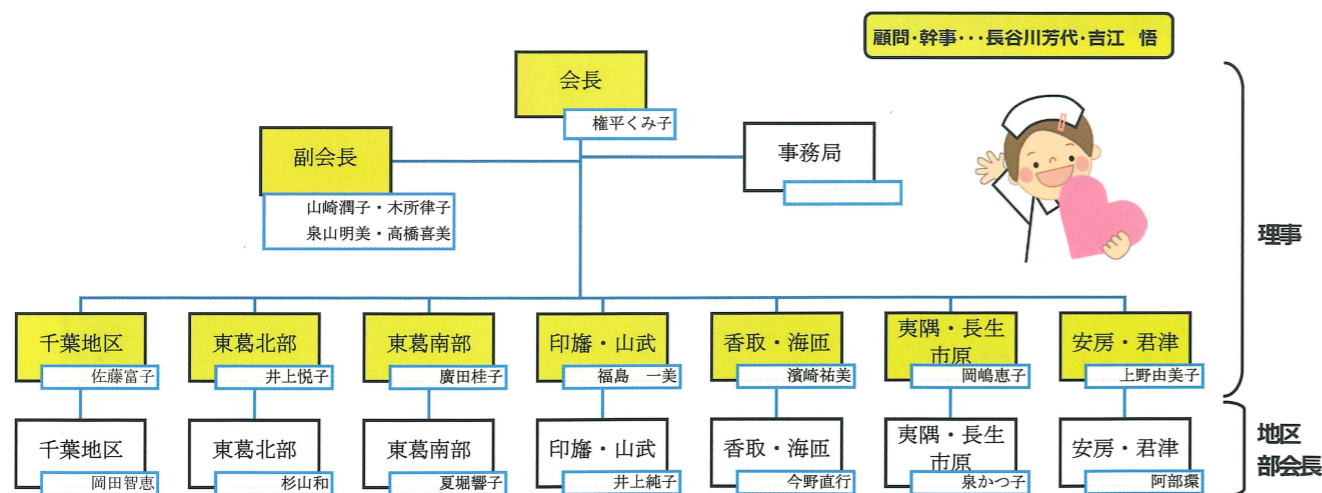 顧問・幹事・・・長谷川芳代・吉江　悟
会長
権平くみ子
副会長
山崎潤子・木所律子
泉山明美・高橋喜美
事務局
理事
千葉地区
佐藤富子
東葛北部
井上悦子
東葛南部
廣田桂子
印旛・山武
福島　一美
香取・海匝
濱崎祐美
夷隅・長生
市原
岡嶋恵子
安房・君津
上野由美子
千葉地区
岡田智恵
東葛北部
杉山和
東葛南部
夏堀響子
印旛・山武
井上純子
香取・海匝
今野直行
夷隅・長生
市原
泉かつ子
安房・君津
阿部環
地区
部会長